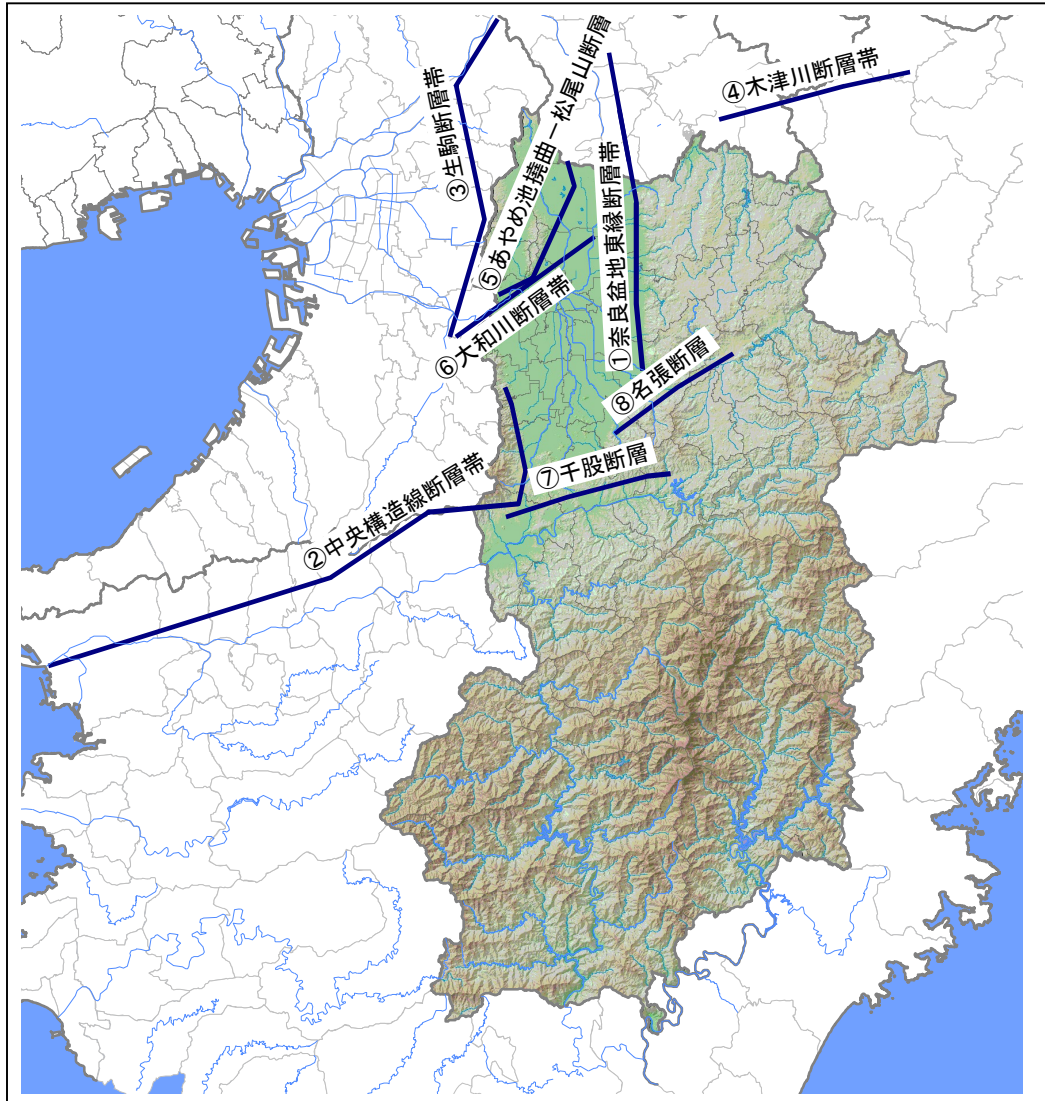 ③生駒断層帯
⑤あやめ池撓曲－松尾山断層
①奈良盆地東縁断層帯
④木津川断層帯
⑥大和川断層帯
⑧名張断層
⑦千股断層
②中央構造線断層帯